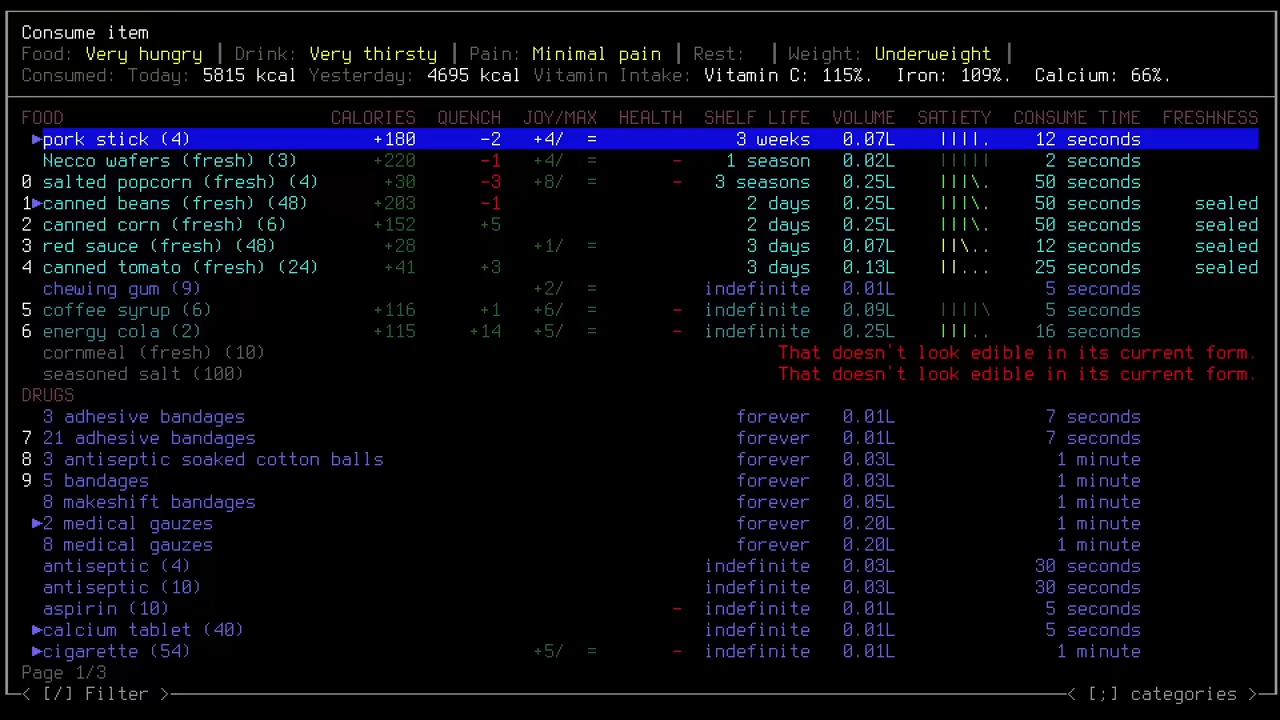 Consume item
Food: Very hungry | Drink: Very thirsty | Pain: Minimal pain | Rest: | Weight: Underweight |
Consumed: Today: 5815 kcal Yesterday: 4695 kcal Vitamin Intake: Vitamin C: 115%. Iron: 109%. Calcium: 66%.
FOOD CALORIES QUENCH JOY/MAX HEALTH SHELF LIFE VOLUME SATIETY CONSUME TIME FRESHNESS
▶pork stick (4) +180 -2 +4/ = 3 weeks 0.07L ||||. 12 seconds
Necco wafers (fresh) (3) +220 -1 +4/ = - 1 season 0.02L ||||| 2 seconds
0 salted popcorn (fresh) (4) +30 -3 +8/ = - 3 seasons 0.25L |||\. 50 seconds
1▶canned beans (fresh) (48) +203 -1 2 days 0.25L |||\. 50 seconds sealed
2 canned corn (fresh) (6) +152 +5 2 days 0.25L |||\. 50 seconds sealed
3 red sauce (fresh) (48) +28 +1/ = 3 days 0.07L ||\.. 12 seconds sealed
4 canned tomato (fresh) (24) +41 +3 3 days 0.13L ||... 25 seconds sealed
chewing gum (9) +2/ = indefinite 0.01L 5 seconds
5 coffee syrup (6) +116 +1 +6/ = - indefinite 0.09L ||||\ 5 seconds
6 energy cola (2) +115 +14 +5/ = - indefinite 0.25L |||.. 16 seconds
cornmeal (fresh) (10) That doesn't look edible in its current form.
seasoned salt (100) That doesn't look edible in its current form.
DRUGS
3 adhesive bandages forever 0.01L 7 seconds
7 21 adhesive bandages forever 0.01L 7 seconds
8 3 antiseptic soaked cotton balls forever 0.03L 1 minute
9 5 bandages forever 0.03L 1 minute
8 makeshift bandages forever 0.05L 1 minute
▶2 medical gauzes forever 0.20L 1 minute
8 medical gauzes forever 0.20L 1 minute
antiseptic (4) indefinite 0.03L 30 seconds
antiseptic (10) indefinite 0.03L 30 seconds
aspirin (10) - indefinite 0.01L 5 seconds
▶calcium tablet (40) indefinite 0.01L 5 seconds
▶cigarette (54) +5/ = - indefinite 0.01L 1 minute
Page 1/3
< [/] Filter > < [;] categories >